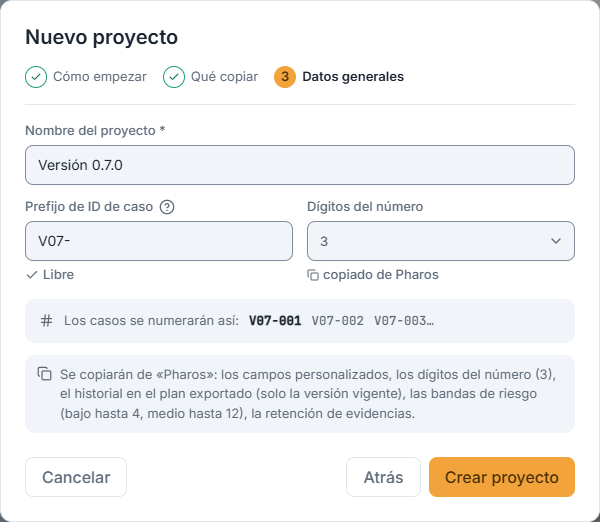 Nuevo proyecto
Cómo empezar Qué copiar 3 Datos generales
Nombre del proyecto *
Versión 0.7.0
Prefijo de ID de caso ? Dígitos del número
V07- 3
Libre copiado de Pharos
# Los casos se numerarán así: V07-001 V07-002 V07-003…
Se copiarán de «Pharos»: los campos personalizados, los dígitos del número (3),
el historial en el plan exportado (solo la versión vigente), las bandas de riesgo
(bajo hasta 4, medio hasta 12), la retención de evidencias.
Cancelar Atrás Crear proyecto